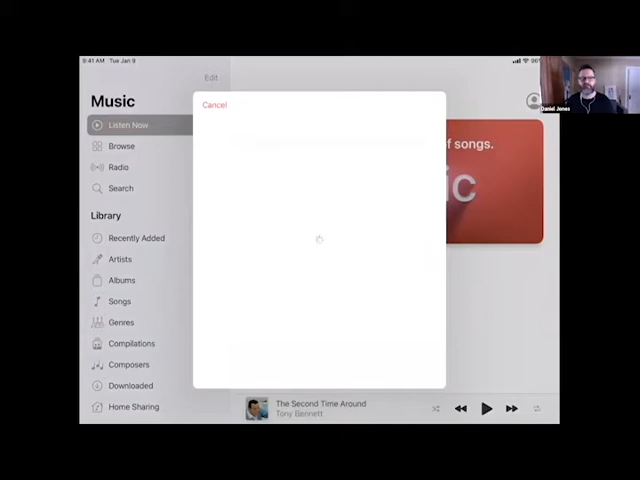 9:41 AM Tue Jan 9
Edit
Music
Cancel
Listen Now
Browse
Radio
Search
Library
Recently Added
Artists
Albums
Songs
Genres
Compilations
Composers
Downloaded
Home Sharing
of songs.
ic
The Second Time Around
Tony Bennett
Daniel Jones